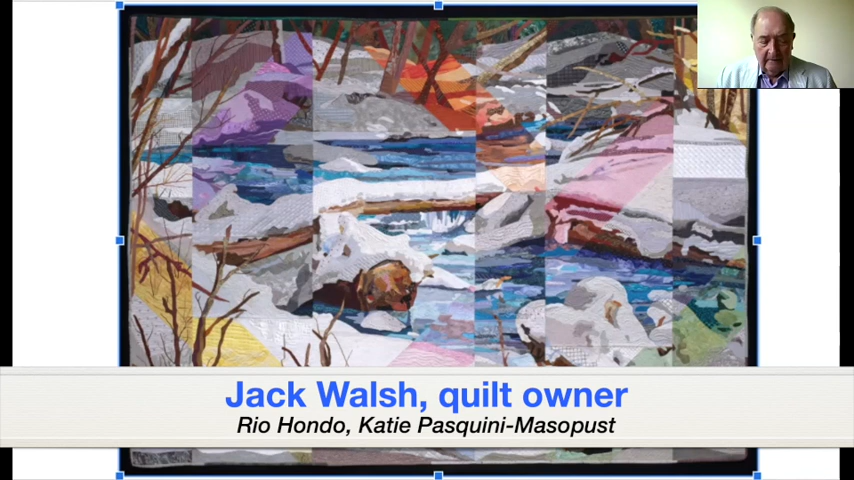 Jack Walsh, quilt owner
Rio Hondo, Katie Pasquini-Masopust